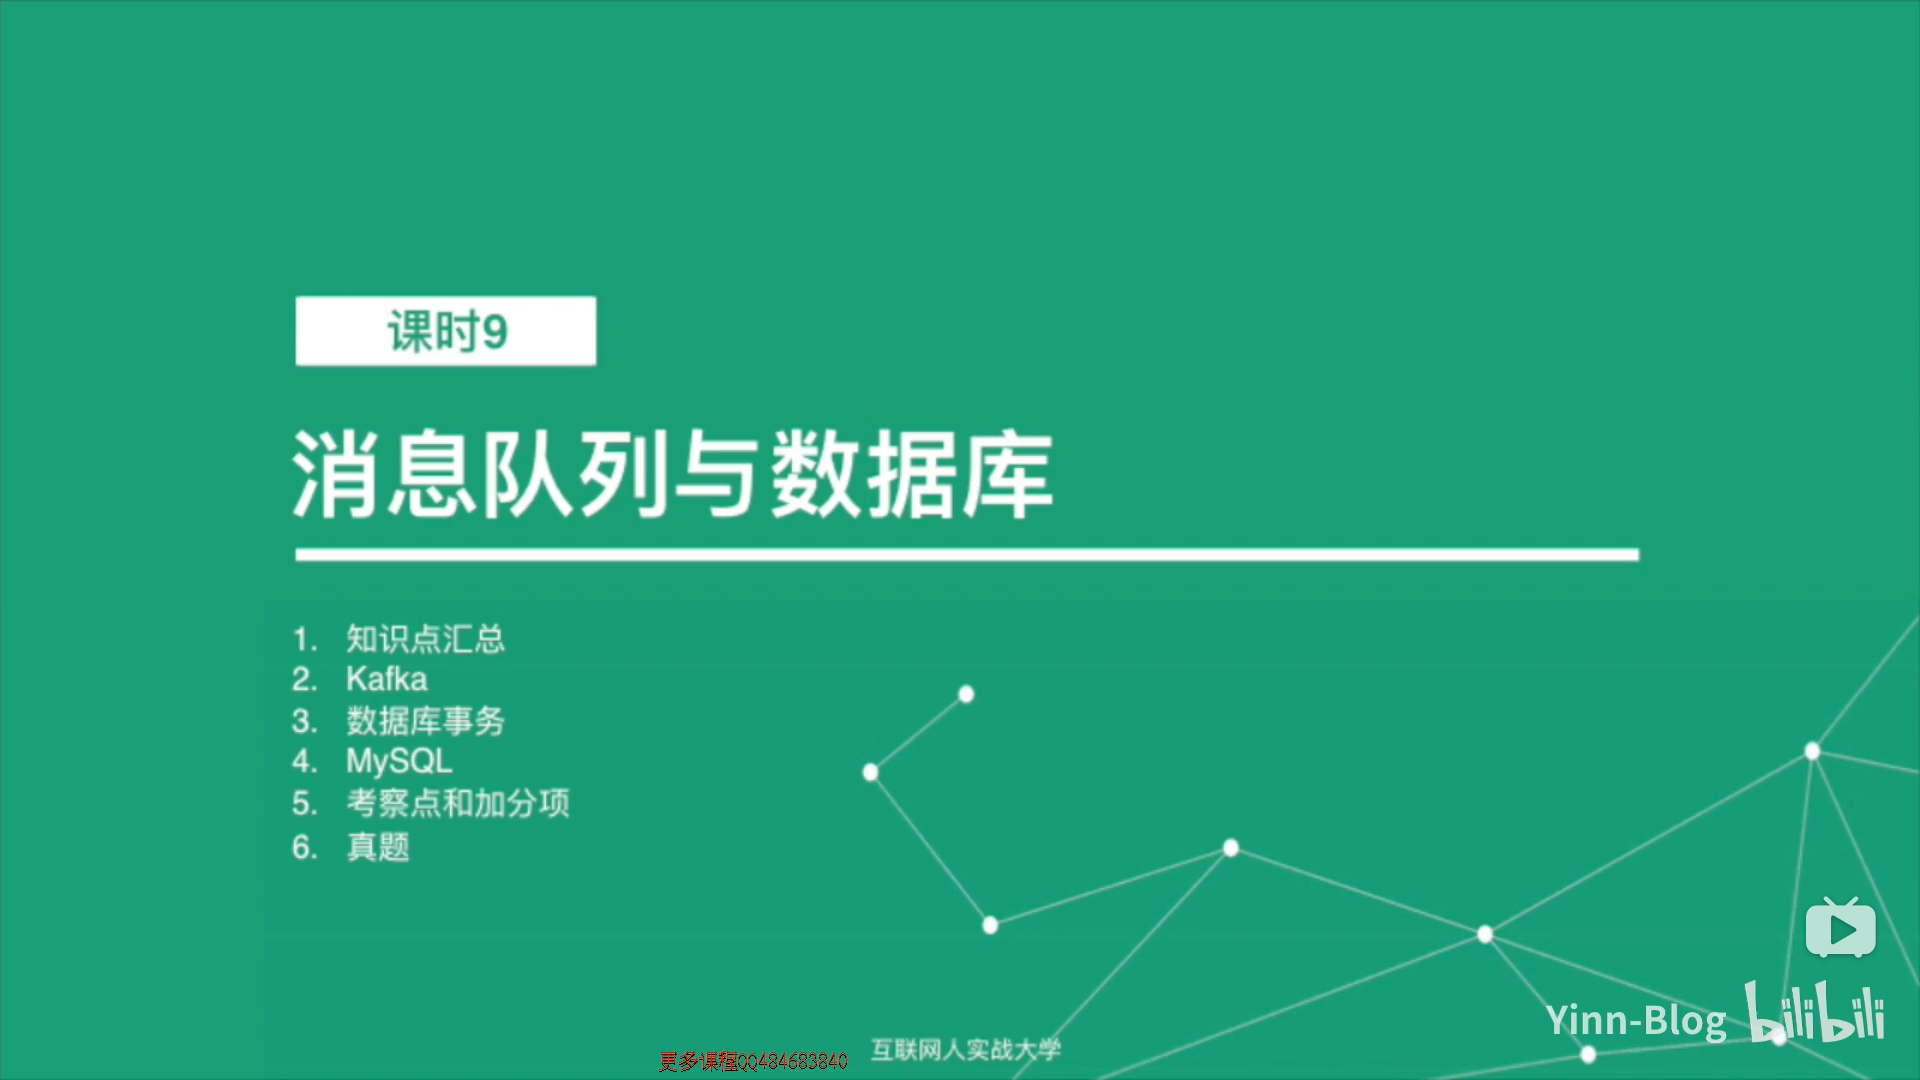 课时9
消息队列与数据库
1. 知识点汇总
2. Kafka
3. 数据库事务
4. MySQL
5. 考察点和加分项
6. 真题
Yinn-Blog bilibili
互联网人实战大学
更多课程QQ484683840